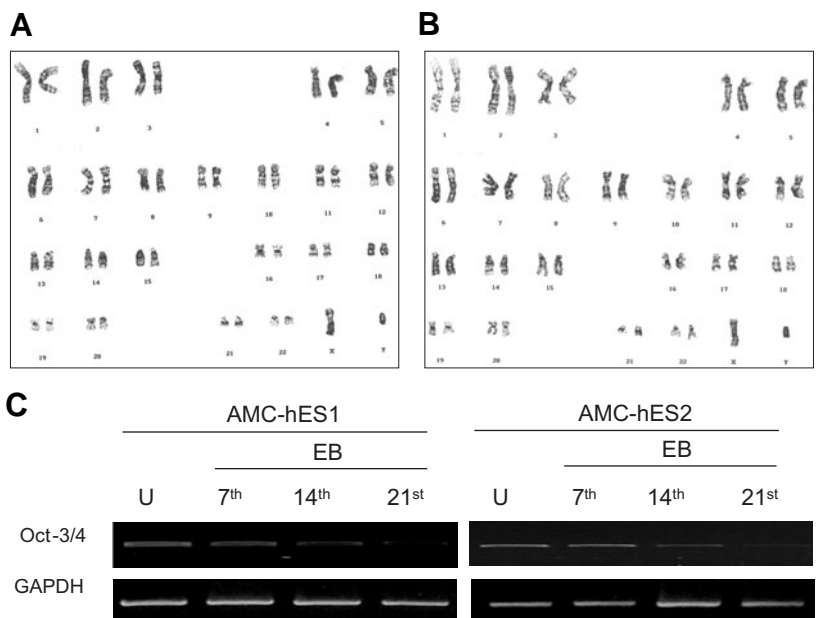 A
B
1 2 3 4 5
6 7 8 9 10 11 12
13 14 15 16 17 18
19 20 21 22 X Y
1 2 3 4 5
6 7 8 9 10 11 12
13 14 15 16 17 18
19 20 21 22 X Y
C
AMC-hES1 AMC-hES2
EB EB
U 7th 14th 21st U 7th 14th 21st
Oct-3/4
GAPDH